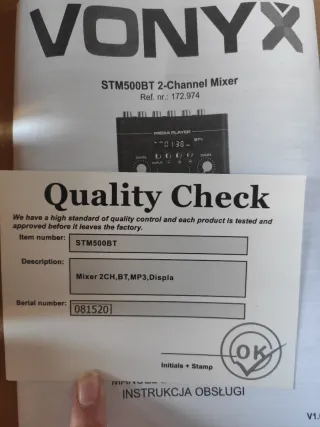 VONYX
STM500BT 2-Channel Mixer
Ref. nr.: 172.974
MEDIA PLAYER
Quality Check
We have a high standard of quality control and each product is tested and
approved before it leaves the factory.
Item number: STM500BT
Description: Mixer 2CH,BT,MP3,Displa
Serial number: 081520
OK
Initials + Stamp
INSTRUKCJA OBSŁUGI